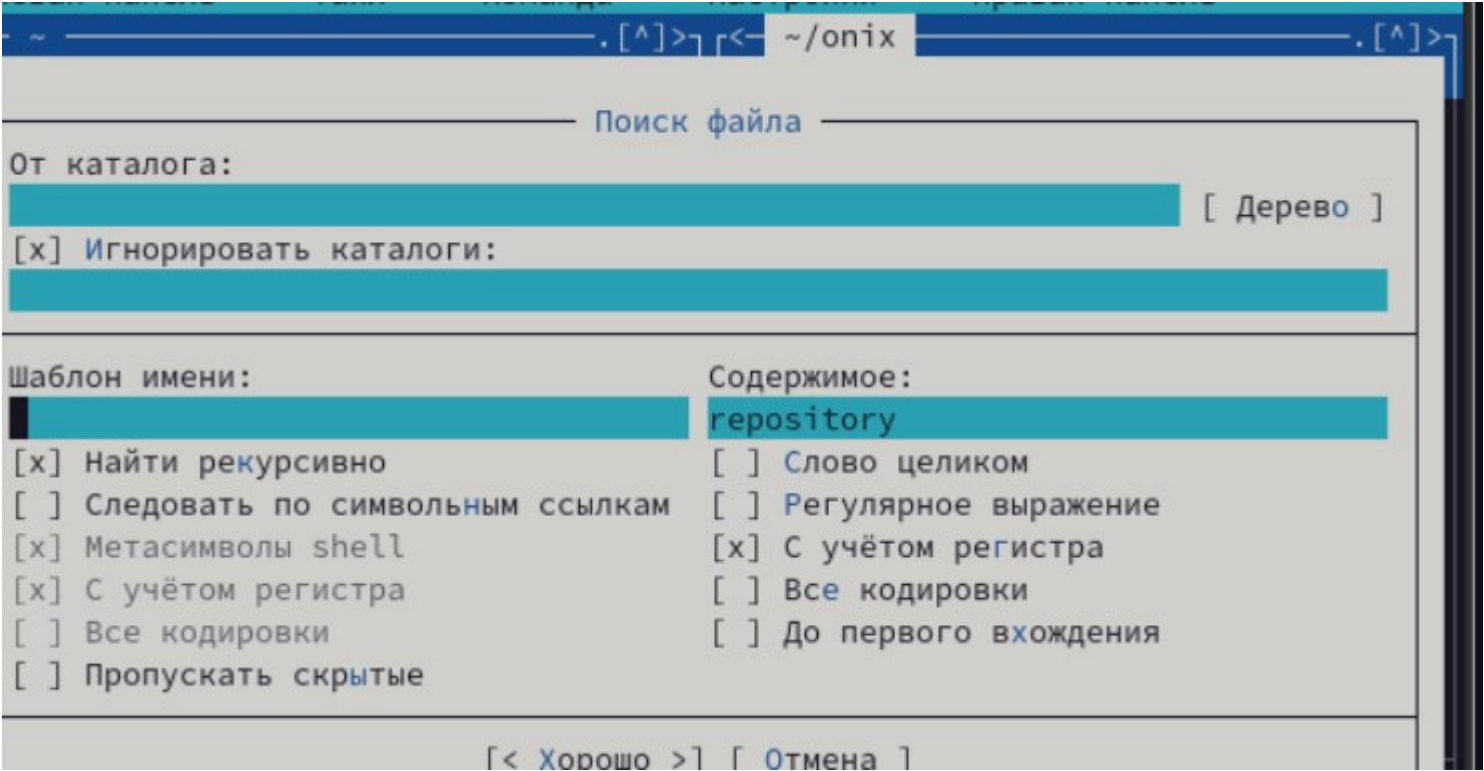 ~ .[^]>┐┌<─ ~/onix .[^]>┐
Поиск файла
От каталога:
[ Дерево ]
[x] Игнорировать каталоги:
Шаблон имени:
Содержимое:
repository
[x] Найти рекурсивно
[ ] Слово целиком
[ ] Следовать по символьным ссылкам
[ ] Регулярное выражение
[x] Метасимволы shell
[x] С учётом регистра
[x] С учётом регистра
[ ] Все кодировки
[ ] Все кодировки
[ ] До первого вхождения
[ ] Пропускать скрытые
[< Хорошо >] [ Отмена ]